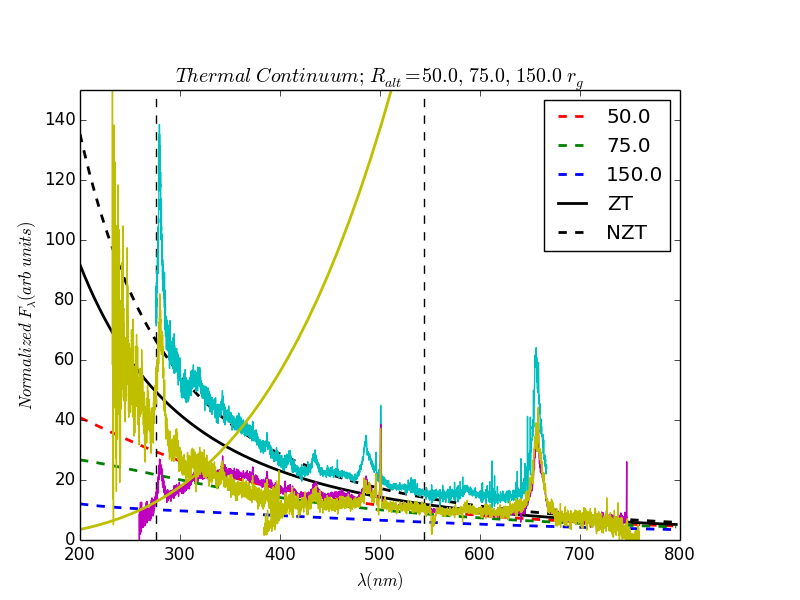 Thermal Continuum; R_alt=50.0, 75.0, 150.0 r_g
Normalized F_λ(arb units)
140
120
100
80
60
40
20
0
50.0
75.0
150.0
ZT
NZT
200 300 400 500 600 700 800
λ(nm)